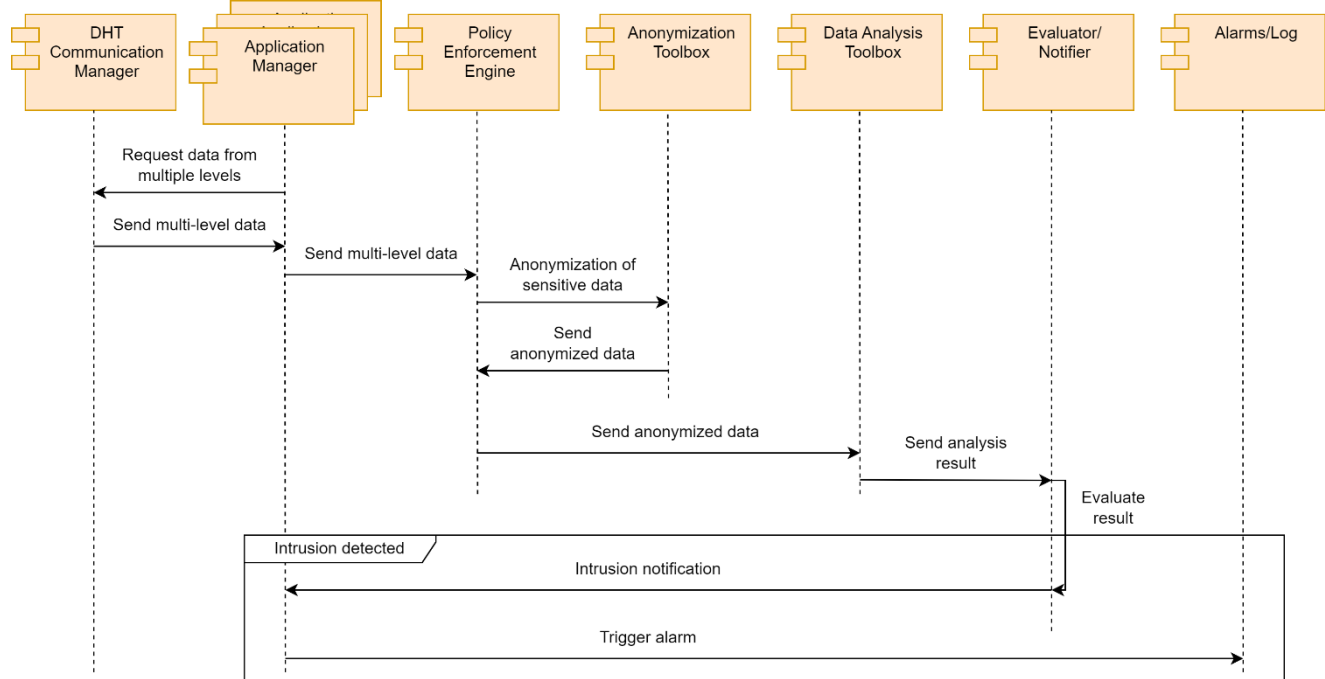 DHT
Communication
Manager
Application
Manager
Policy
Enforcement
Engine
Anonymization
Toolbox
Data Analysis
Toolbox
Evaluator/
Notifier
Alarms/Log
Request data from
multiple levels
Send multi-level data
Send multi-level data
Anonymization of
sensitive data
Send
anonymized data
Send anonymized data
Send analysis
result
Evaluate
result
Intrusion detected
Intrusion notification
Trigger alarm